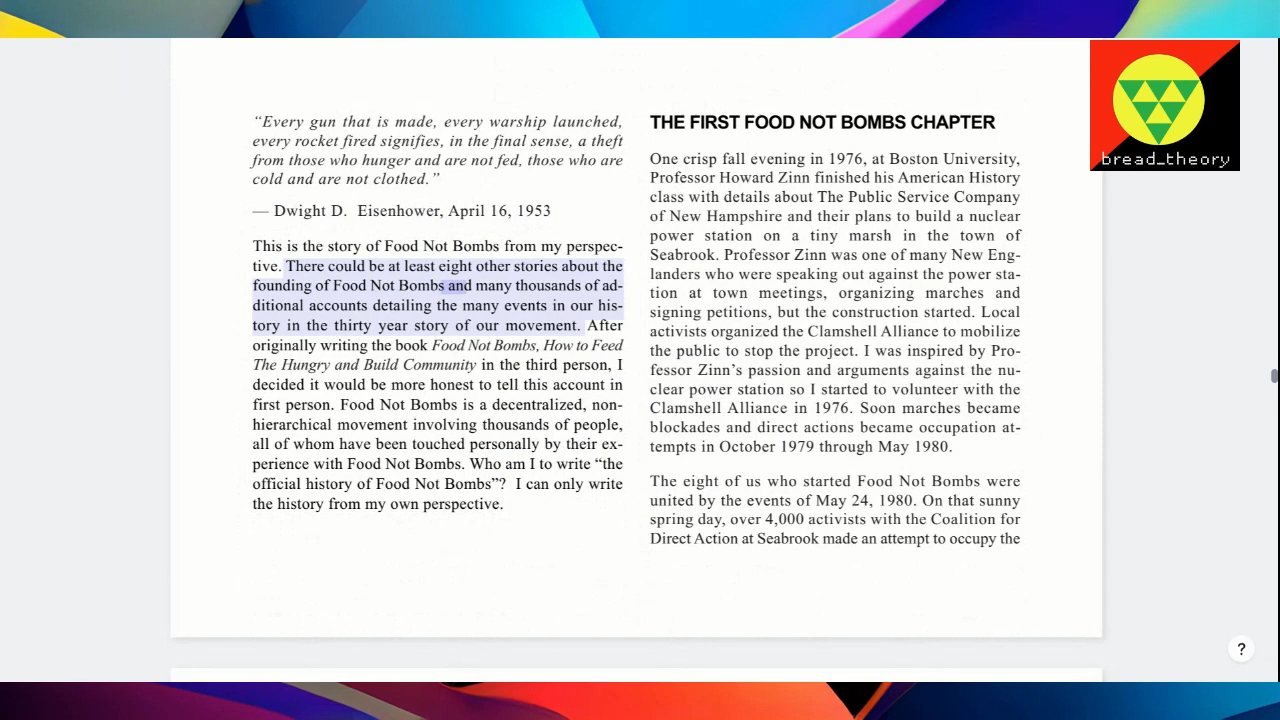 “Every gun that is made, every warship launched,
every rocket fired signifies, in the final sense, a theft
from those who hunger and are not fed, those who are
cold and are not clothed.”
— Dwight D. Eisenhower, April 16, 1953
This is the story of Food Not Bombs from my perspec-
tive. There could be at least eight other stories about the
founding of Food Not Bombs and many thousands of ad-
ditional accounts detailing the many events in our his-
tory in the thirty year story of our movement. After
originally writing the book Food Not Bombs, How to Feed
The Hungry and Build Community in the third person, I
decided it would be more honest to tell this account in
first person. Food Not Bombs is a decentralized, non-
hierarchical movement involving thousands of people,
all of whom have been touched personally by their ex-
perience with Food Not Bombs. Who am I to write “the
official history of Food Not Bombs”? I can only write
the history from my own perspective.
THE FIRST FOOD NOT BOMBS CHAPTER
One crisp fall evening in 1976, at Boston University,
Professor Howard Zinn finished his American History
class with details about The Public Service Company
of New Hampshire and their plans to build a nuclear
power station on a tiny marsh in the town of
Seabrook. Professor Zinn was one of many New Eng-
landers who were speaking out against the power sta-
tion at town meetings, organizing marches and
signing petitions, but the construction started. Local
activists organized the Clamshell Alliance to mobilize
the public to stop the project. I was inspired by Pro-
fessor Zinn’s passion and arguments against the nu-
clear power station so I started to volunteer with the
Clamshell Alliance in 1976. Soon marches became
blockades and direct actions became occupation at-
tempts in October 1979 through May 1980.
The eight of us who started Food Not Bombs were
united by the events of May 24, 1980. On that sunny
spring day, over 4,000 activists with the Coalition for
Direct Action at Seabrook made an attempt to occupy the
bread_theory
?